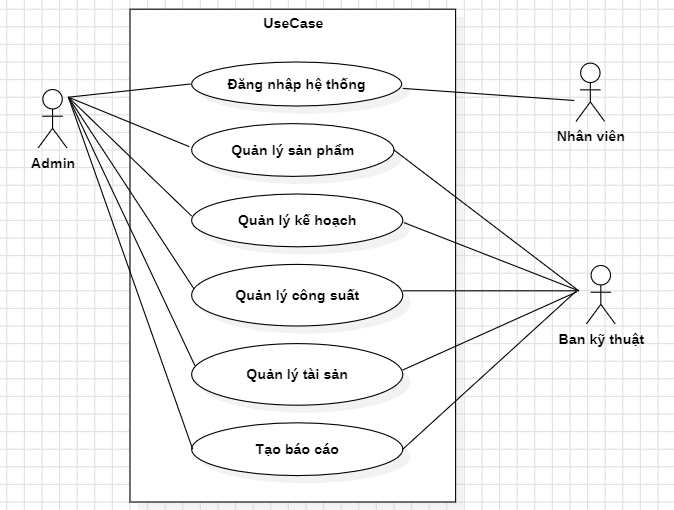 UseCase
Đăng nhập hệ thống
Nhân viên
Admin
Quản lý sản phẩm
Quản lý kế hoạch
Quản lý công suất
Ban kỹ thuật
Quản lý tài sản
Tạo báo cáo